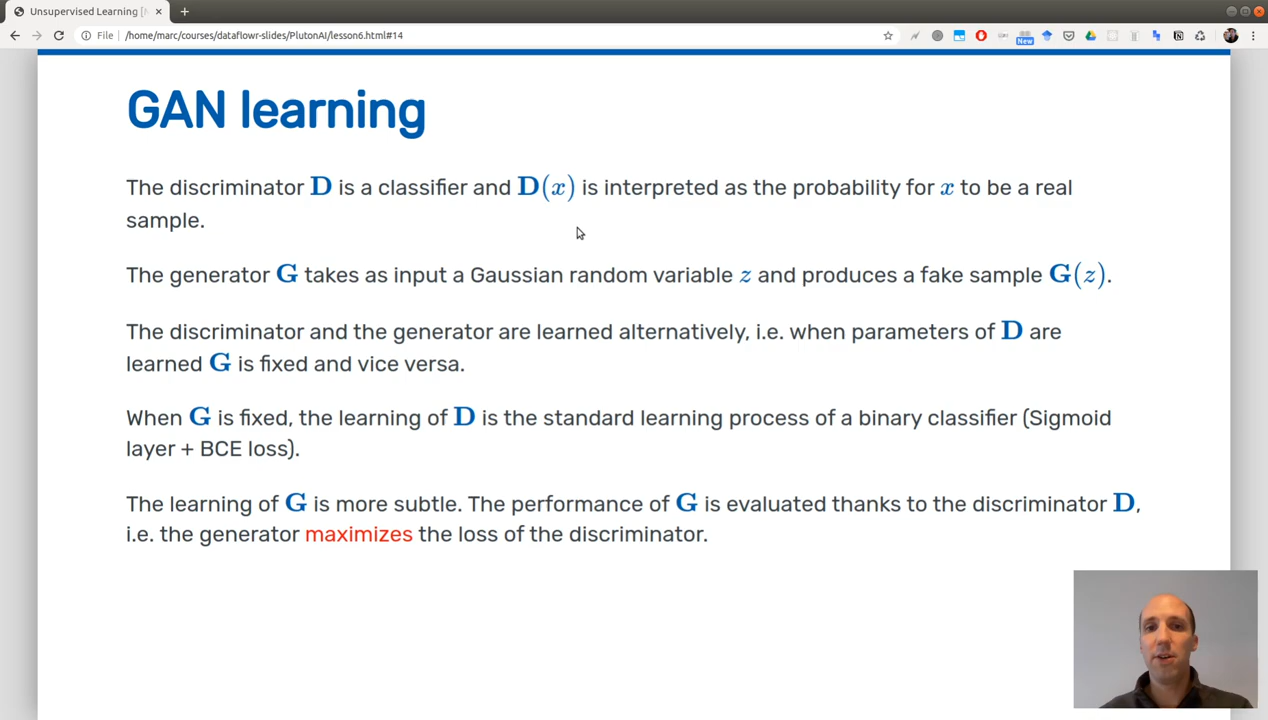 Unsupervised Learning [
File
/home/marc/courses/dataflowr-slides/PlutonAI/lesson6.html#14
New
GAN learning
The discriminator D is a classifier and D(x) is interpreted as the probability for x to be a real
sample.
The generator G takes as input a Gaussian random variable z and produces a fake sample G(z).
The discriminator and the generator are learned alternatively, i.e. when parameters of D are
learned G is fixed and vice versa.
When G is fixed, the learning of D is the standard learning process of a binary classifier (Sigmoid
layer + BCE loss).
The learning of G is more subtle. The performance of G is evaluated thanks to the discriminator D,
i.e. the generator maximizes the loss of the discriminator.